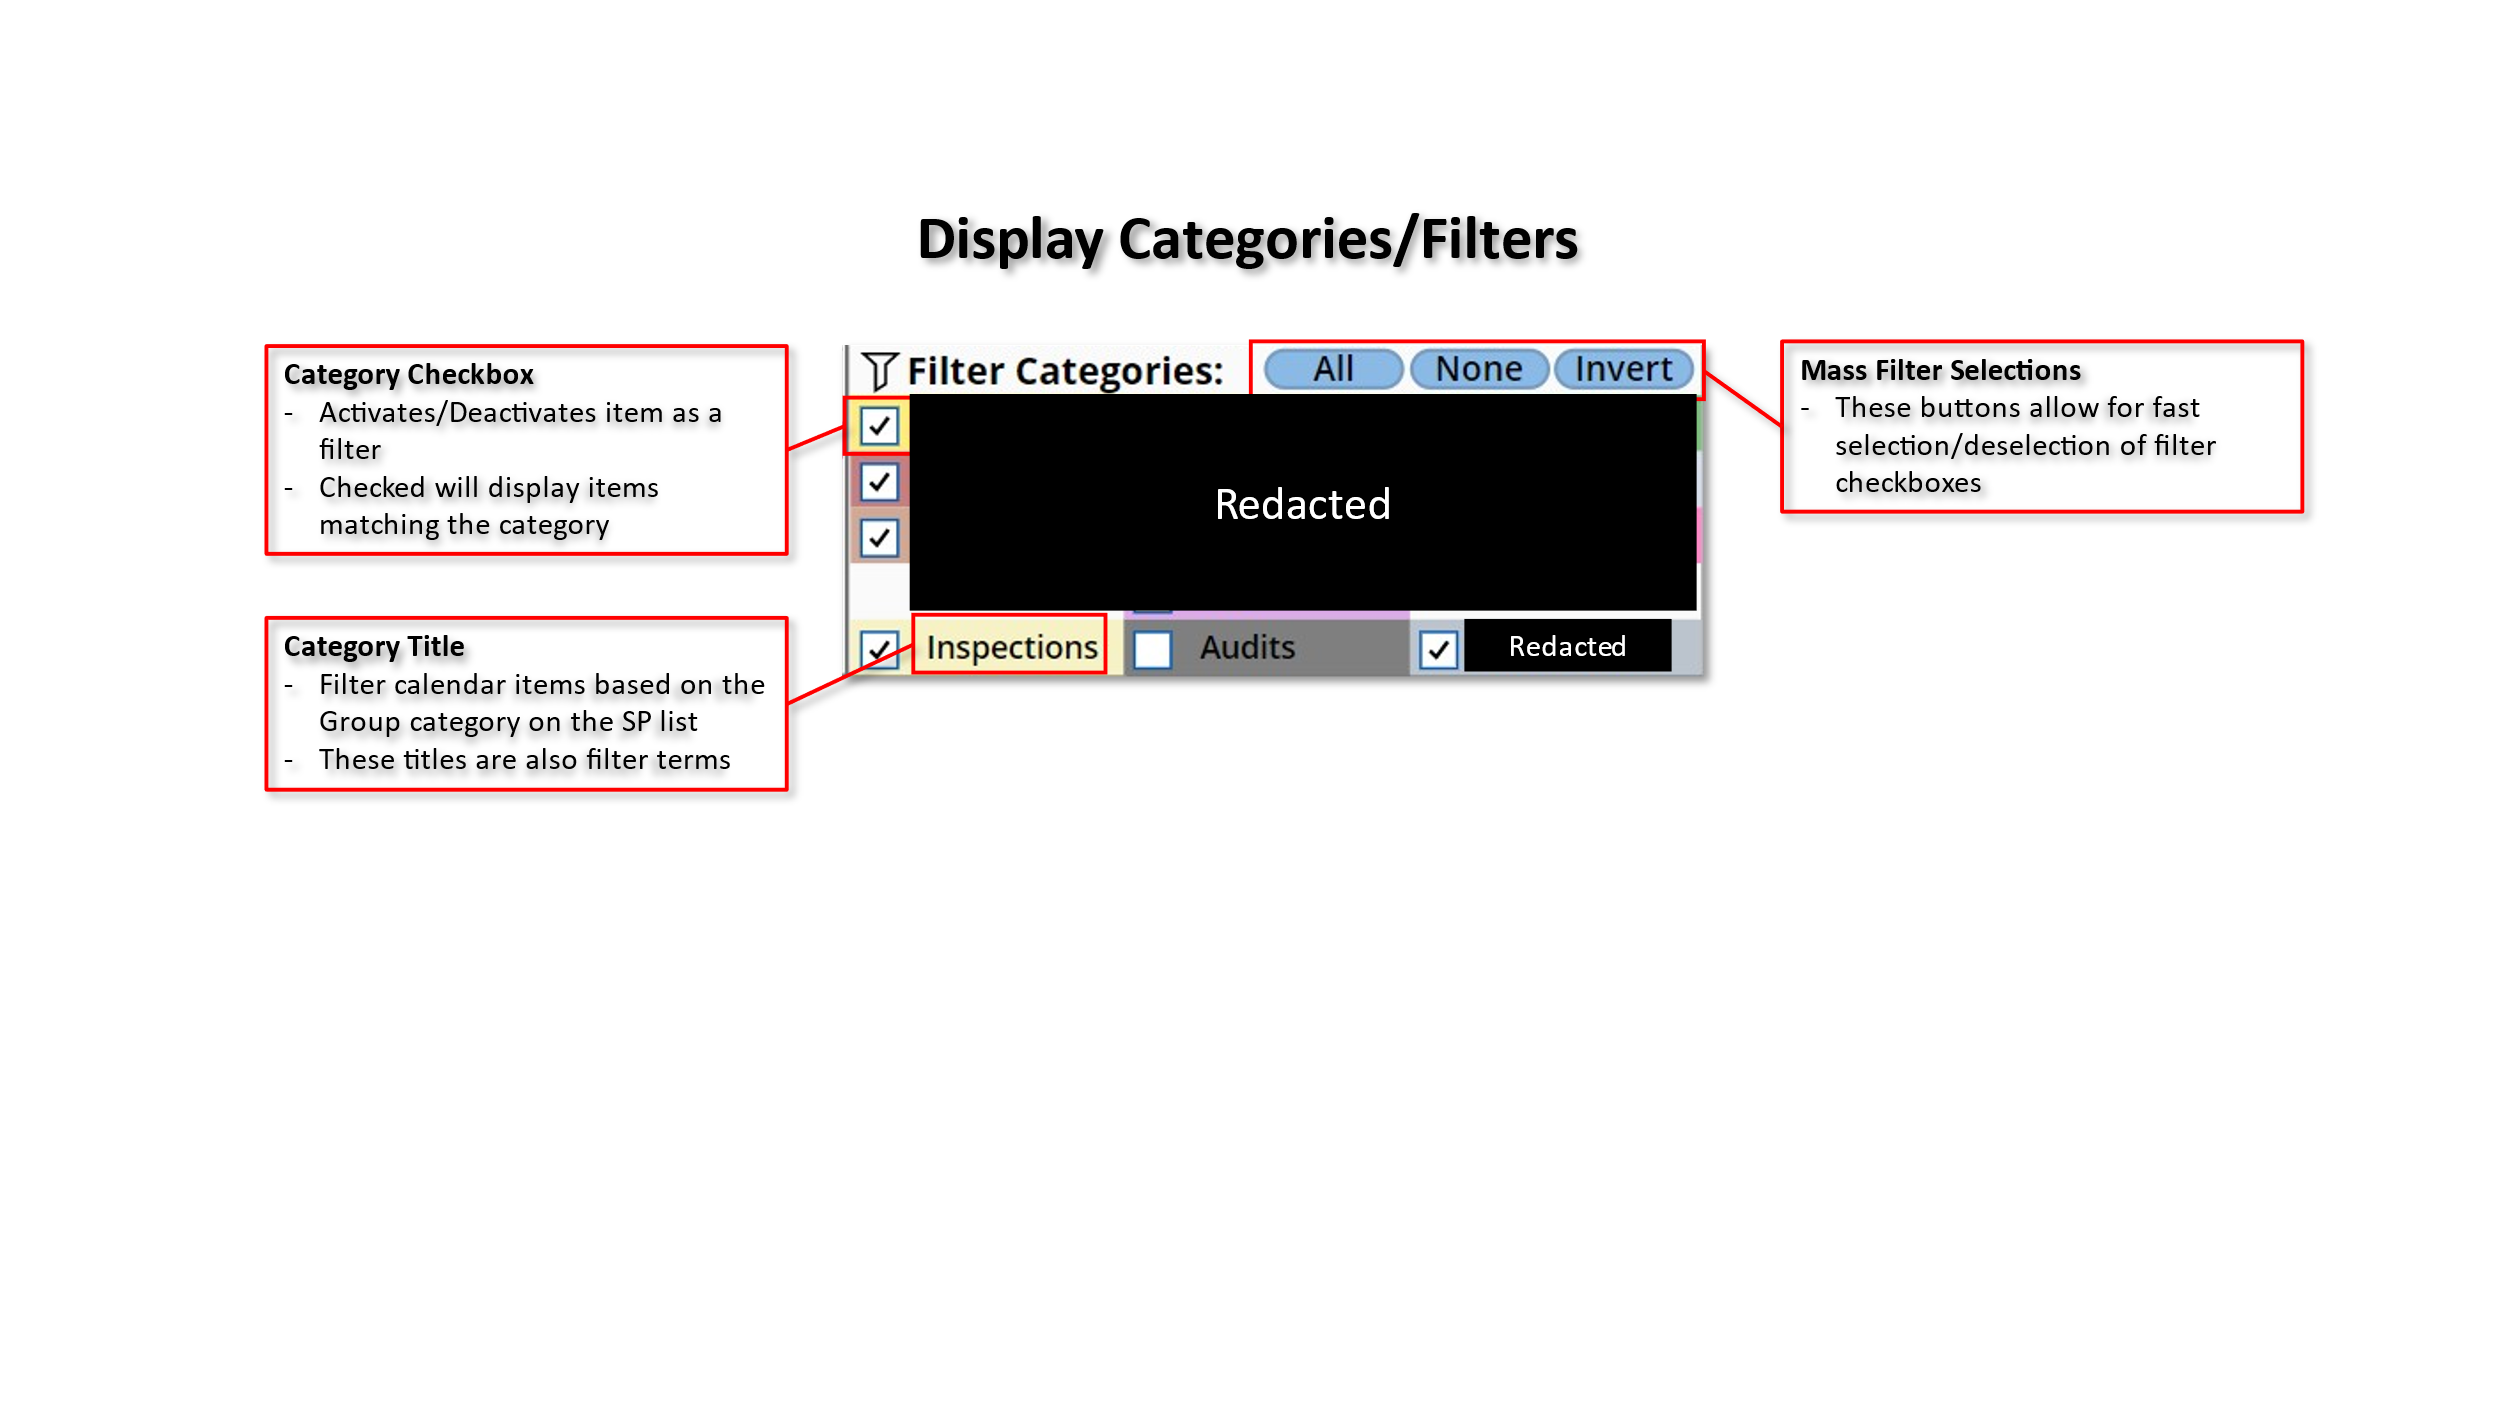 Display Categories/Filters
Category Checkbox
- Activates/Deactivates item as a
filter
- Checked will display items
matching the category
Category Title
- Filter calendar items based on the
Group category on the SP list
- These titles are also filter terms
Filter Categories:
All
None
Invert
Redacted
Inspections
Audits
Redacted
Mass Filter Selections
- These buttons allow for fast
selection/deselection of filter
checkboxes